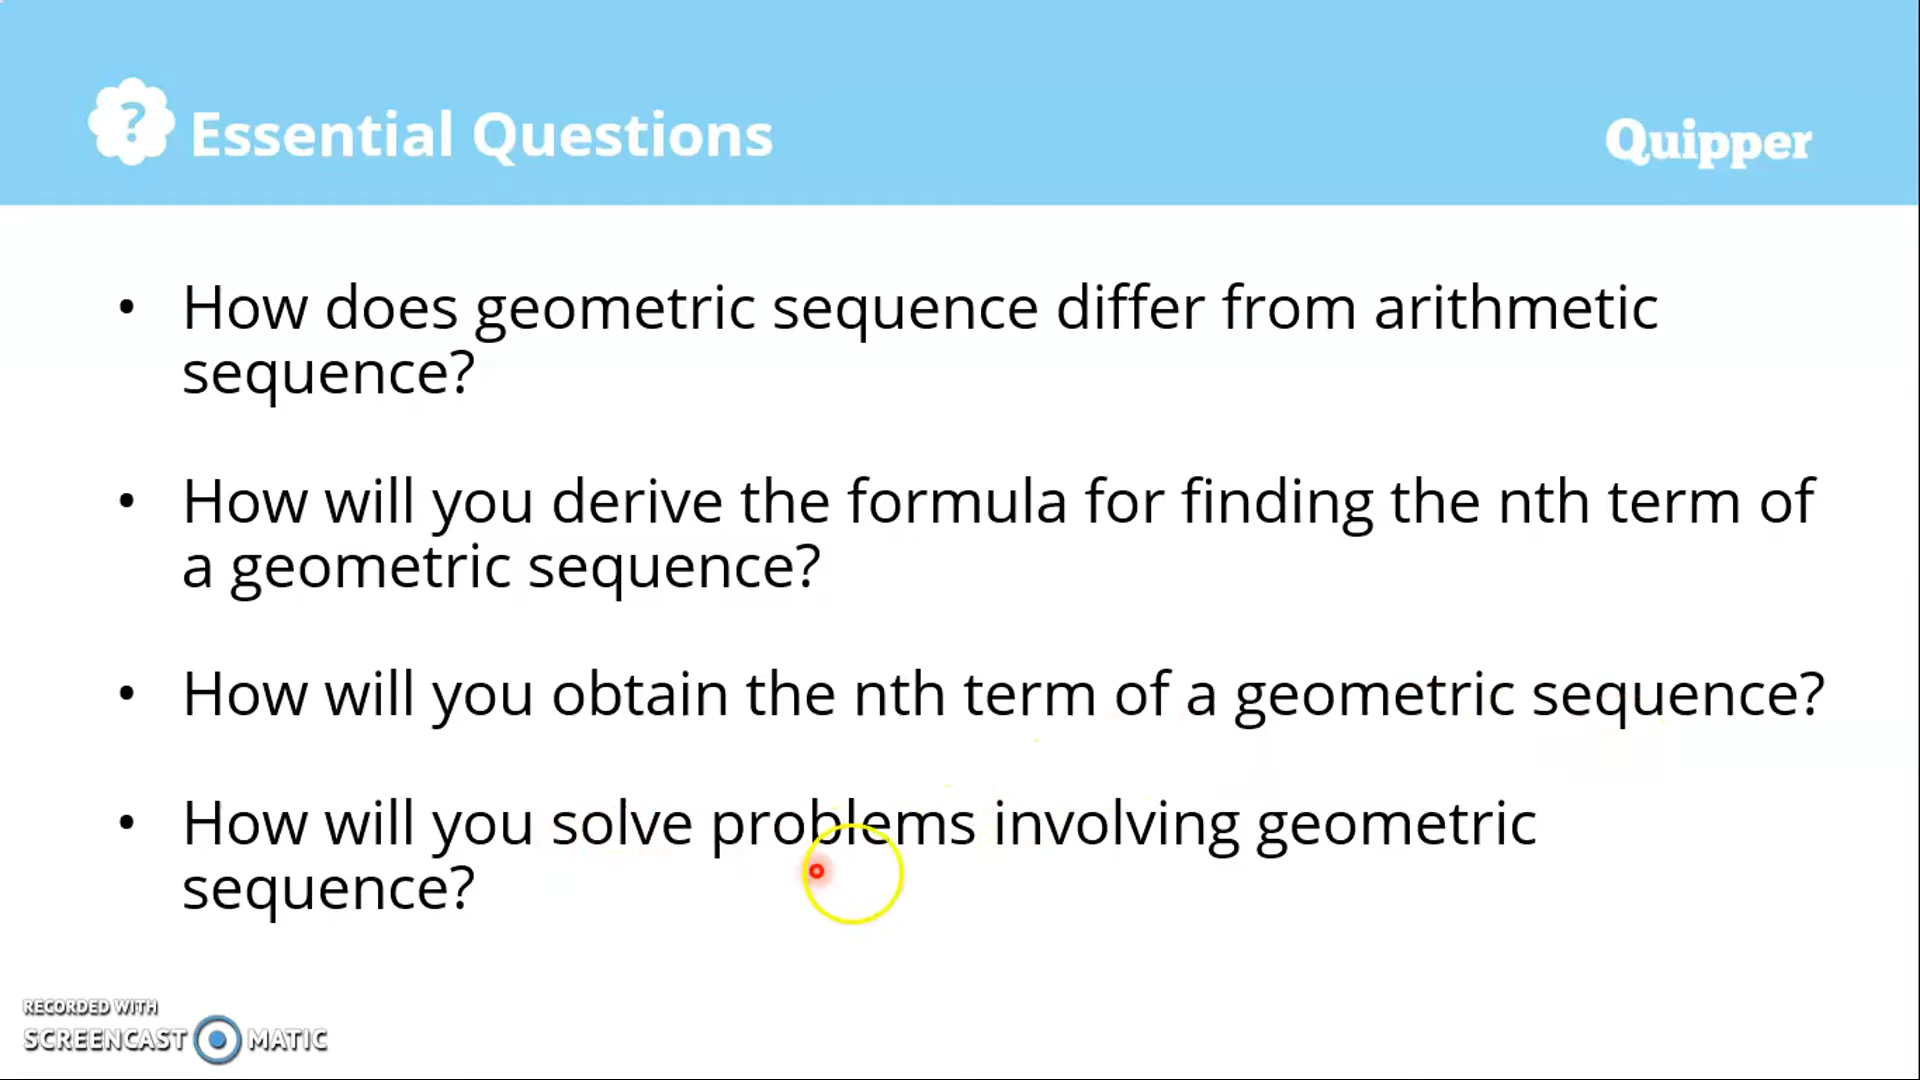 ? Essential Questions
Quipper
• How does geometric sequence differ from arithmetic
sequence?
• How will you derive the formula for finding the nth term of
a geometric sequence?
• How will you obtain the nth term of a geometric sequence?
• How will you solve problems involving geometric
sequence?
RECORDED WITH
SCREENCAST MATIC